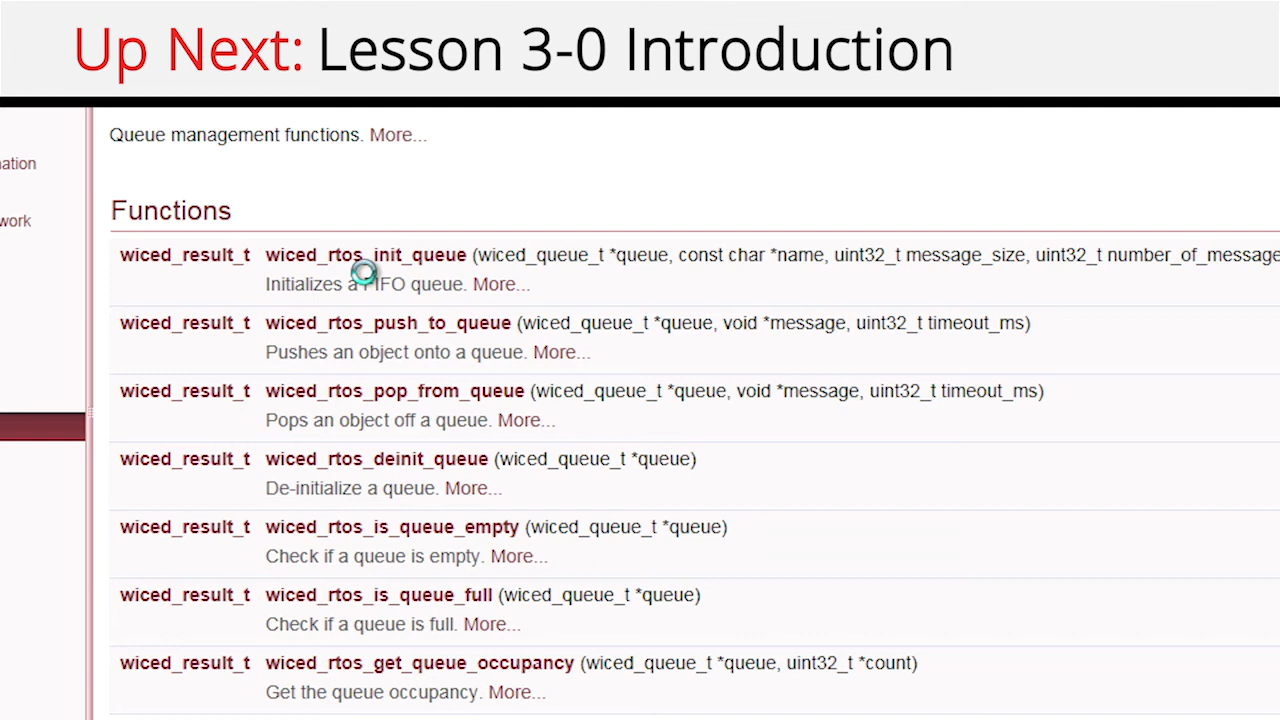 Up Next: Lesson 3-0 Introduction
Queue management functions. More...
ation
work
Functions
wiced_result_t wiced_rtos_init_queue (wiced_queue_t *queue, const char *name, uint32_t message_size, uint32_t number_of_message
Initializes a FIFO queue. More...
wiced_result_t wiced_rtos_push_to_queue (wiced_queue_t *queue, void *message, uint32_t timeout_ms)
Pushes an object onto a queue. More...
wiced_result_t wiced_rtos_pop_from_queue (wiced_queue_t *queue, void *message, uint32_t timeout_ms)
Pops an object off a queue. More...
wiced_result_t wiced_rtos_deinit_queue (wiced_queue_t *queue)
De-initialize a queue. More...
wiced_result_t wiced_rtos_is_queue_empty (wiced_queue_t *queue)
Check if a queue is empty. More...
wiced_result_t wiced_rtos_is_queue_full (wiced_queue_t *queue)
Check if a queue is full. More...
wiced_result_t wiced_rtos_get_queue_occupancy (wiced_queue_t *queue, uint32_t *count)
Get the queue occupancy. More...